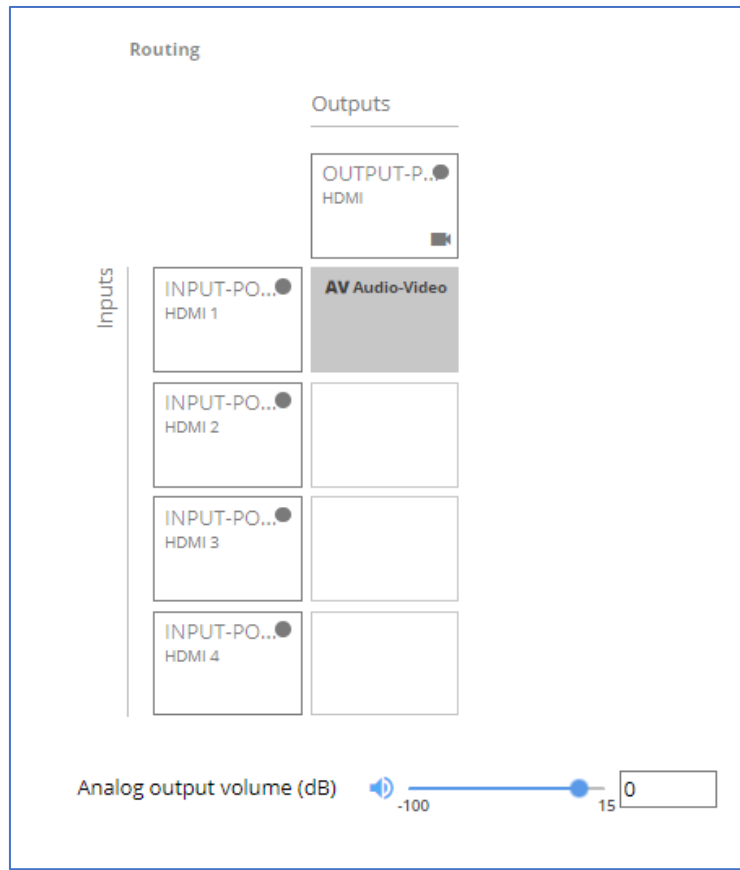 Routing
Outputs
OUTPUT-P...
HDMI
Inputs
INPUT-PO...
HDMI 1
AV Audio-Video
INPUT-PO...
HDMI 2
INPUT-PO...
HDMI 3
INPUT-PO...
HDMI 4
Analog output volume (dB)
-100
15
0